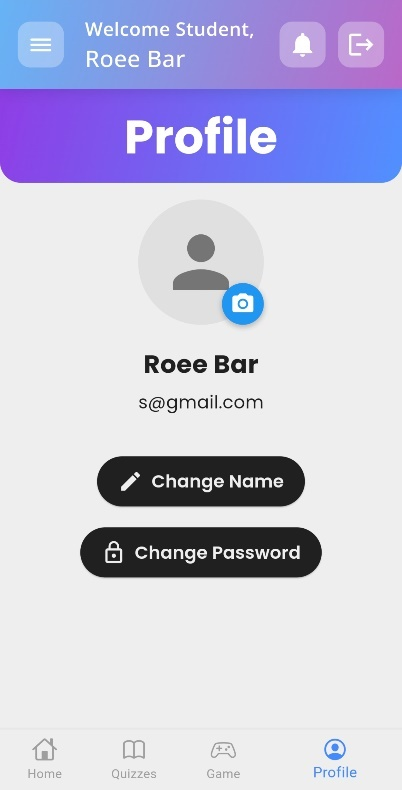 Welcome Student,
Roee Bar
Profile
Roee Bar
s@gmail.com
Change Name
Change Password
Home
Quizzes
Game
Profile